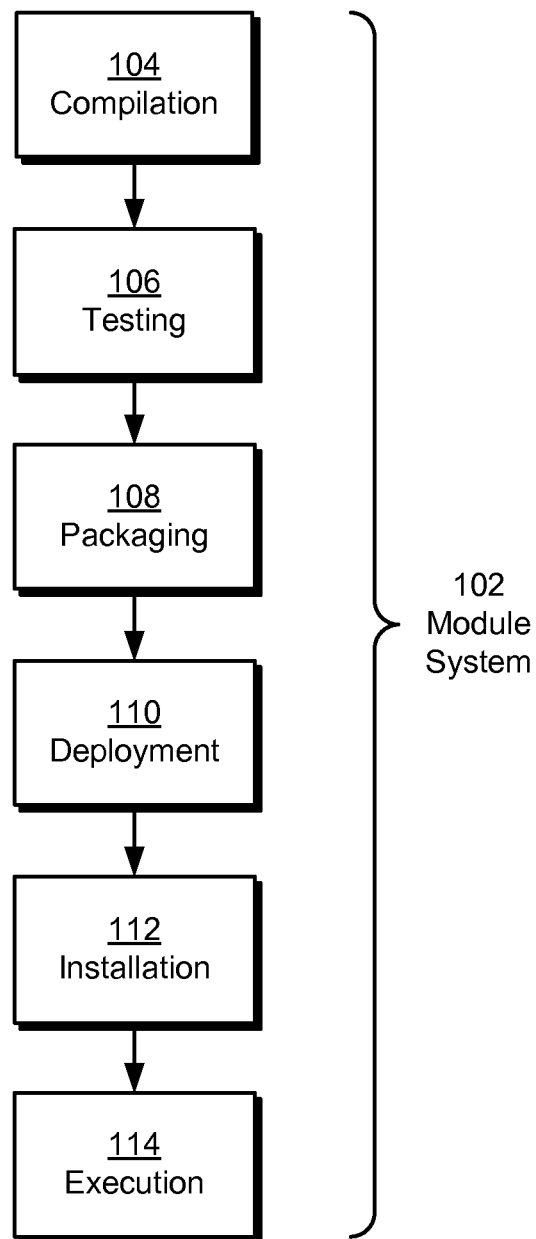 104
Compilation
106
Testing
108
Packaging
110
Deployment
112
Installation
114
Execution
102
Module
System